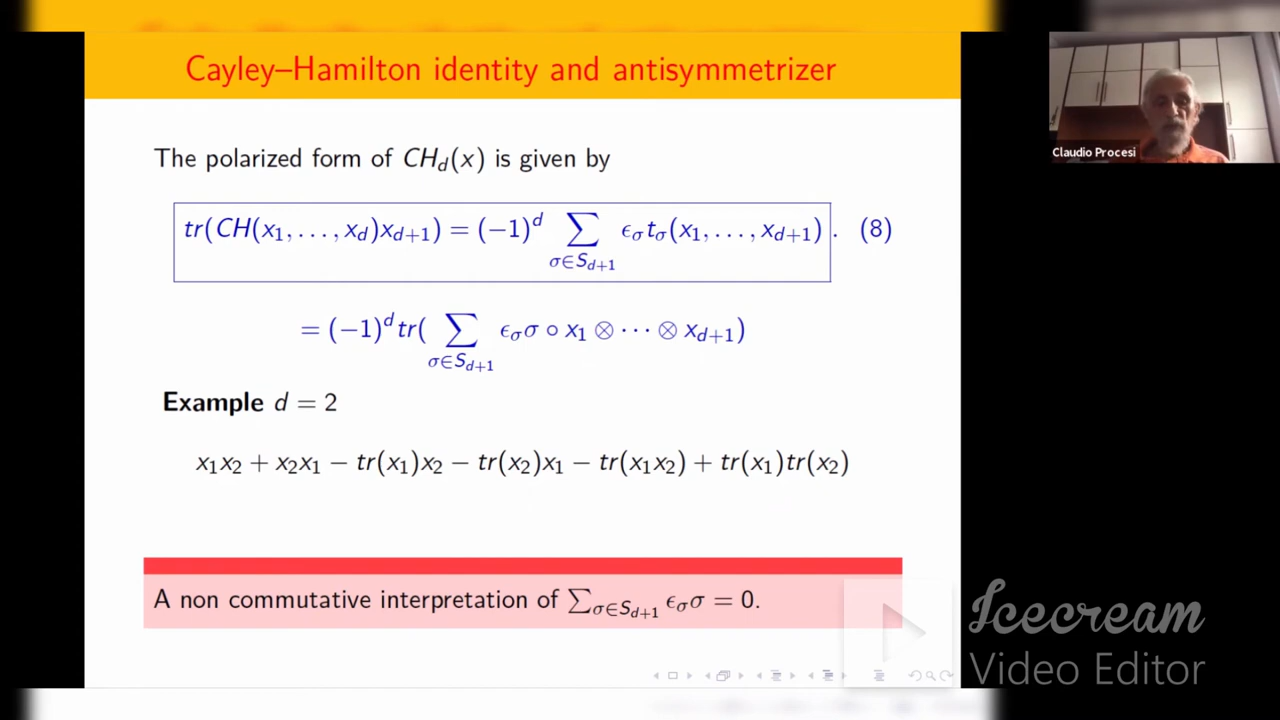 Cayley–Hamilton identity and antisymmetrizer
Claudio Procesi
The polarized form of CH_d(x) is given by
tr(CH(x_1, …, x_d)x_{d+1}) = (−1)^d ∑_{σ∈S_{d+1}} ϵ_σ t_σ(x_1, …, x_{d+1}) . (8)
= (−1)^d tr( ∑_{σ∈S_{d+1}} ϵ_σ σ ∘ x_1 ⊗ ⋯ ⊗ x_{d+1})
Example d = 2
x_1x_2 + x_2x_1 − tr(x_1)x_2 − tr(x_2)x_1 − tr(x_1x_2) + tr(x_1)tr(x_2)
A non commutative interpretation of ∑_{σ∈S_{d+1}} ϵ_σ σ = 0.
Icecream
Video Editor